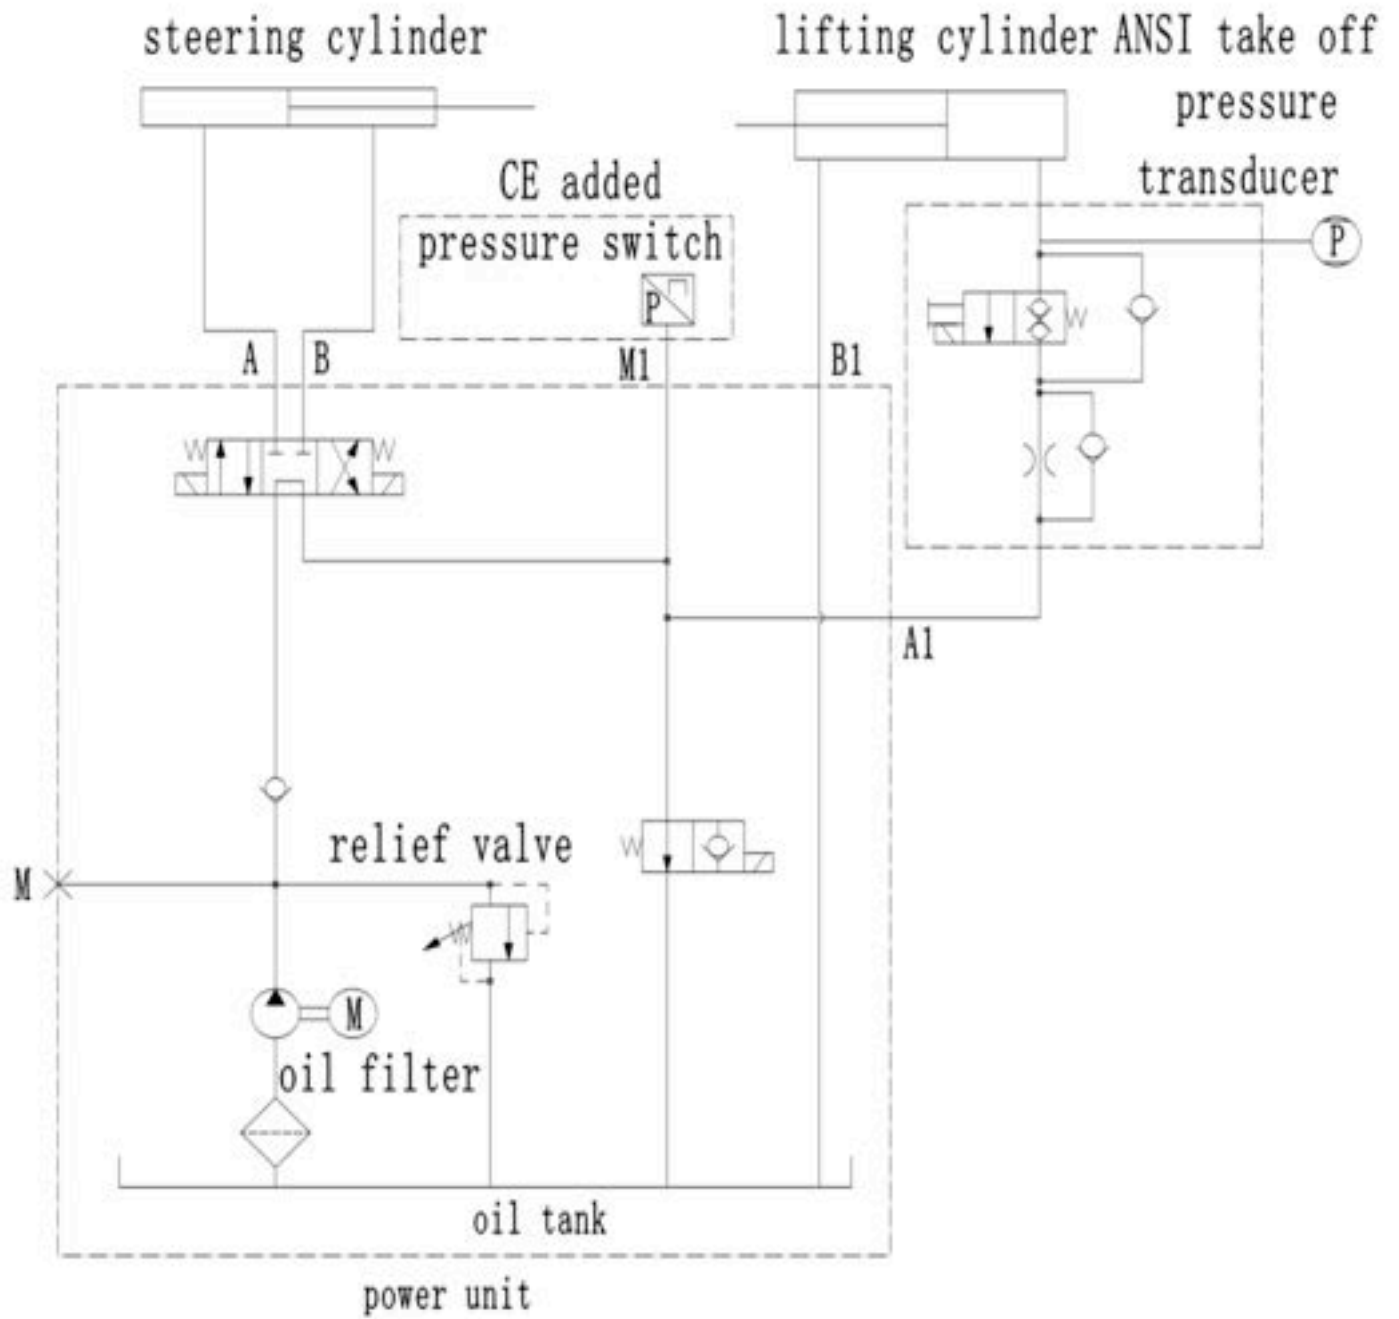 steering cylinder
lifting cylinder ANSI take off
pressure
transducer
CE added
pressure switch
P
P
A
B
M1
B1
A1
relief valve
M
M
oil filter
oil tank
power unit